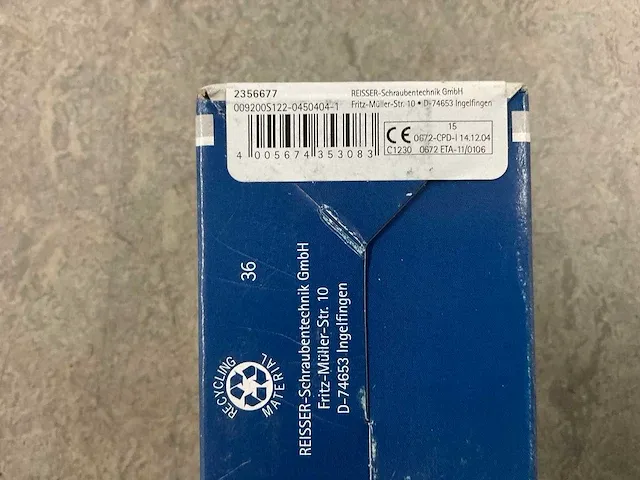 2356677
REISSER-Schraubentechnik GmbH
009200S122-0450404-1
Fritz-Müller-Str. 10 • D-74653 Ingelfingen
4 005674 353083
CE
15
0672-CPD-I 14.12.04
C1230 0672 ETA-11/0106
36
REISSER-Schraubentechnik GmbH
Fritz-Müller-Str. 10
D-74653 Ingelfingen
RECYCLING
MATERIAL